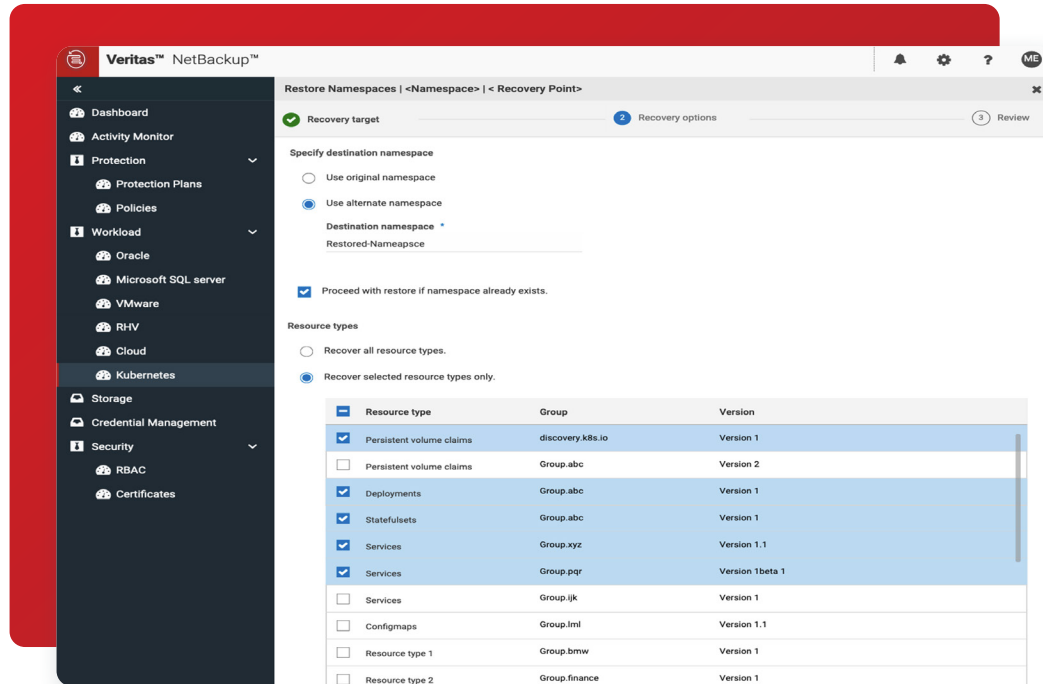 Veritas™ NetBackup™
?
ME
Restore Namespaces | <Namespace> | < Recovery Point>
Dashboard
Activity Monitor
Protection
Protection Plans
Policies
Workload
Oracle
Microsoft SQL server
VMware
RHV
Cloud
Kubernetes
Storage
Credential Management
Security
RBAC
Certificates
Recovery target
2 Recovery options
3 Review
Specify destination namespace
Use original namespace
Use alternate namespace
Destination namespace *
Restored-Nameapsce
Proceed with restore if namespace already exists.
Resource types
Recover all resource types.
Recover selected resource types only.
Resource type Group Version
Persistent volume claims discovery.k8s.io Version 1
Persistent volume claims Group.abc Version 2
Deployments Group.abc Version 1
Statefulsets Group.abc Version 1
Services Group.xyz Version 1.1
Services Group.pqr Version 1beta 1
Services Group.ijk Version 1
Configmaps Group.lml Version 1.1
Resource type 1 Group.bmw Version 1
Resource type 2 Group.finance Version 1